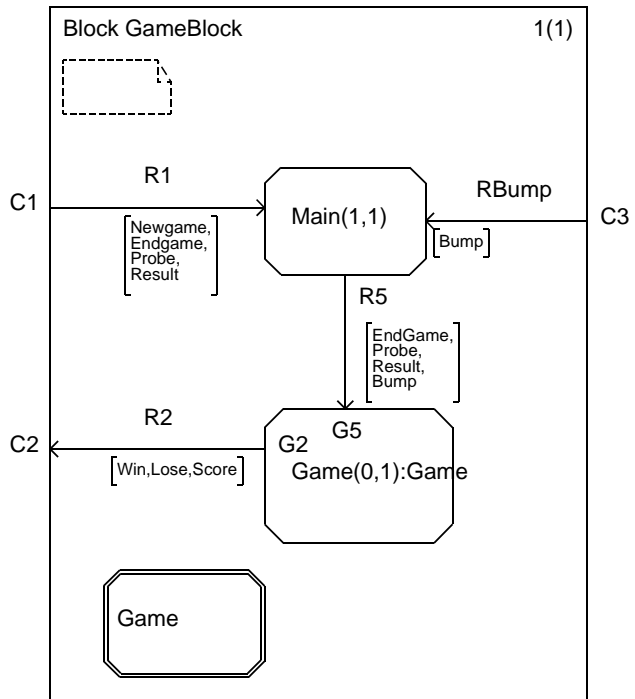 Block GameBlock
1(1)
R1
C1
[Newgame,
Endgame,
Probe,
Result]
Main(1,1)
RBump
C3
[Bump]
R5
[EndGame,
Probe,
Result,
Bump]
R2
C2
[Win,Lose,Score]
G5
G2
Game(0,1):Game
Game